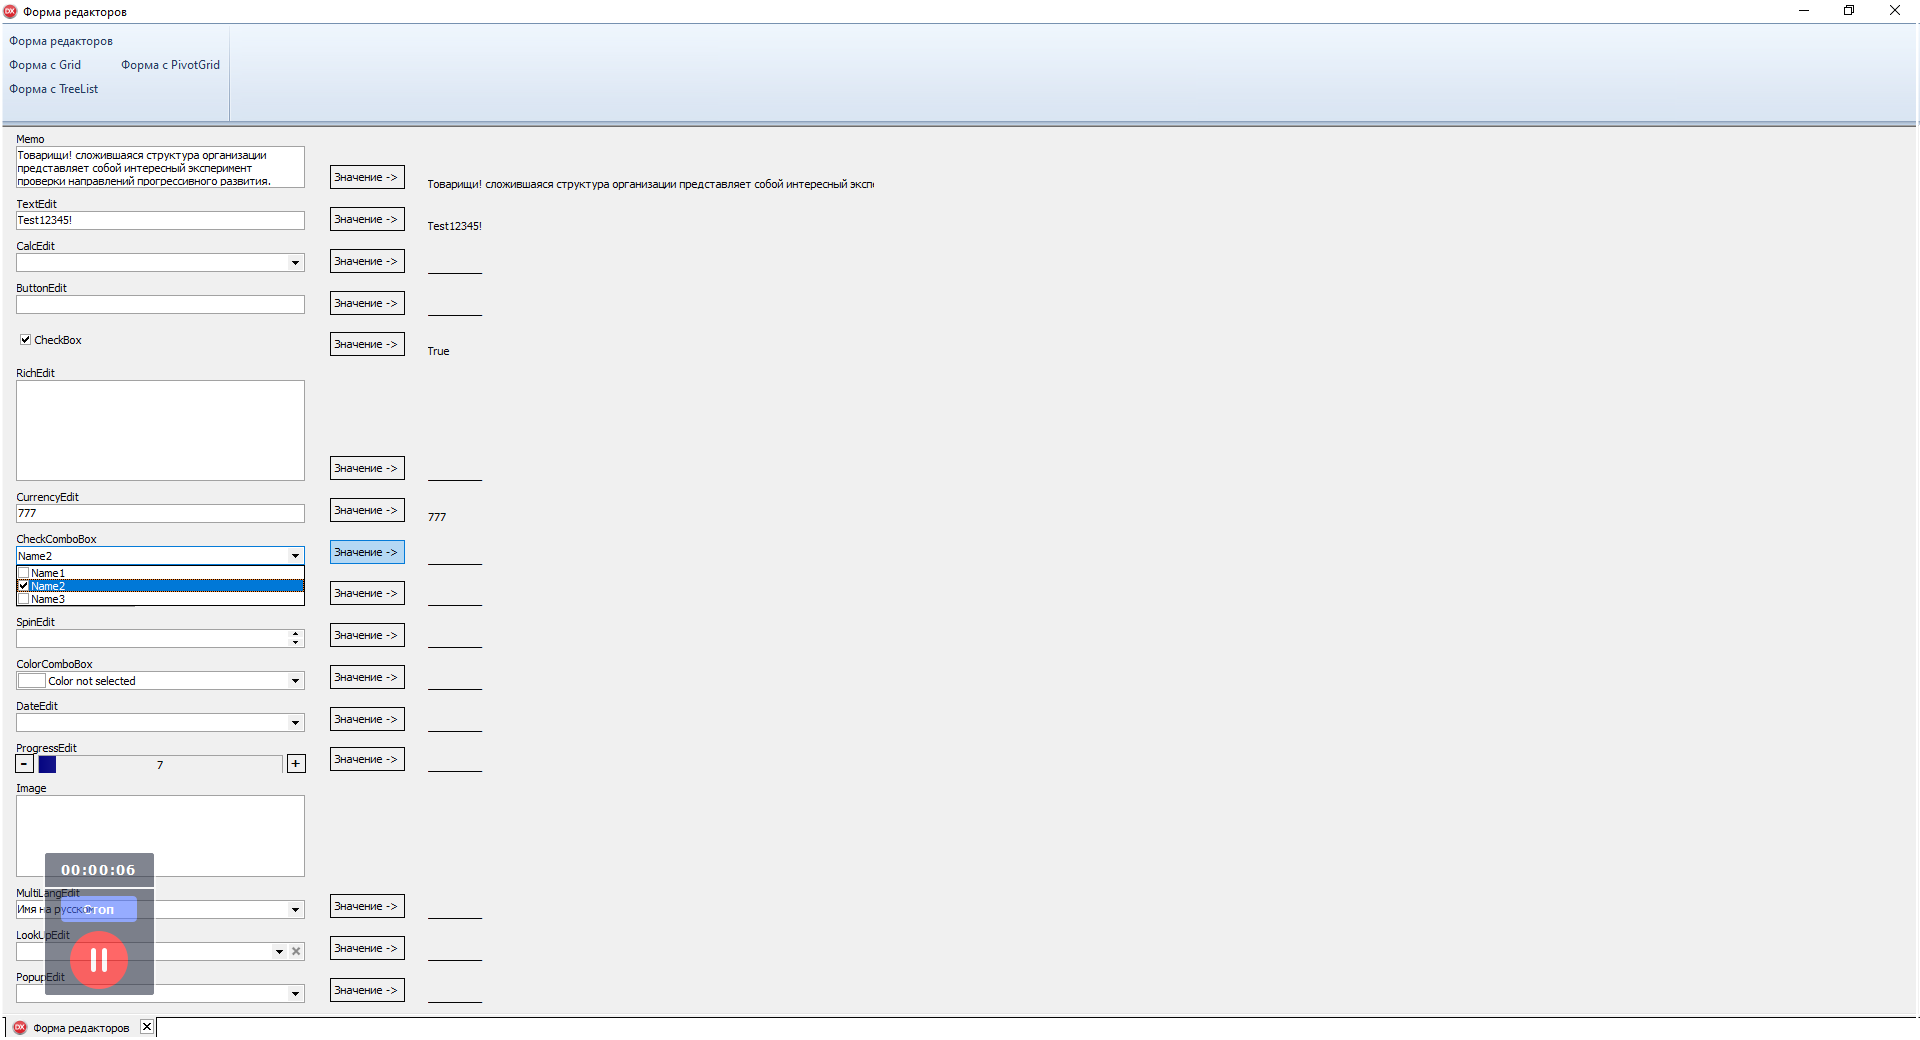 Форма редакторов
Форма редакторов
Форма с Grid Форма с PivotGrid
Форма с TreeList
Memo
Товарищи! сложившаяся структура организации
представляет собой интересный эксперимент
проверки направлений прогрессивного развития.
Значение ->
Товарищи! сложившаяся структура организации представляет собой интересный эксп
TextEdit
Test12345!
Значение ->
Test12345!
CalcEdit
Значение ->
ButtonEdit
Значение ->
CheckBox
Значение ->
True
RichEdit
Значение ->
CurrencyEdit
777
Значение ->
777
CheckComboBox
Name2
Значение ->
Name1
Name2
Name3
Значение ->
SpinEdit
Значение ->
ColorComboBox
Color not selected
Значение ->
DateEdit
Значение ->
ProgressEdit
- 7 +
Значение ->
Image
00:00:06
MultiLangEdit
Имя на русском
Стоп
Значение ->
LookUpEdit
Значение ->
PopupEdit
Значение ->
DX Форма редакторов